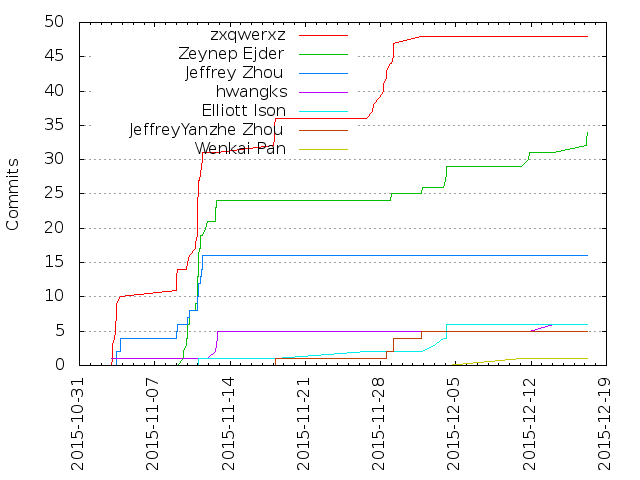 50
45
40
35
30
25
20
15
10
5
0
Commits
zxqwerxz
Zeynep Ejder
Jeffrey Zhou
hwangks
Elliott Ison
JeffreyYanzhe Zhou
Wenkai Pan
2015-10-31
2015-11-07
2015-11-14
2015-11-21
2015-11-28
2015-12-05
2015-12-12
2015-12-19